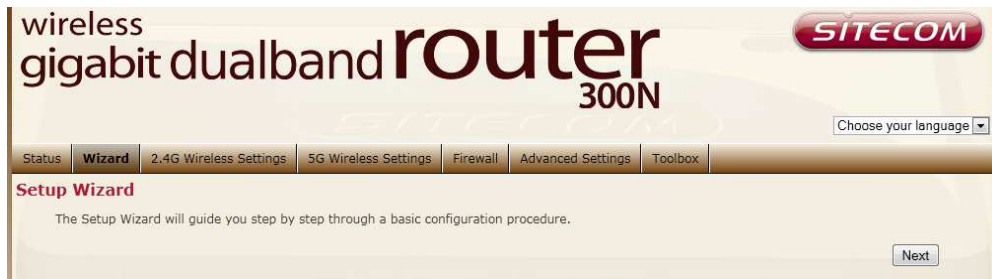 wireless
gigabit dualband router
300N
SITECOM
SITECOM
Choose your language
Status Wizard 2.4G Wireless Settings 5G Wireless Settings Firewall Advanced Settings Toolbox
Setup Wizard
The Setup Wizard will guide you step by step through a basic configuration procedure.
Next